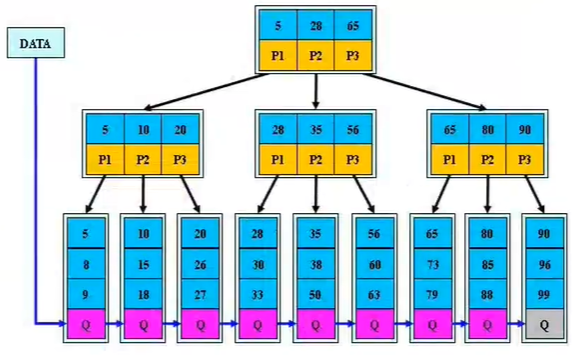 5 28 65
DATA
P1 P2 P3
5 10 20 28 35 56 65 80 90
P1 P2 P3 P1 P2 P3 P1 P2 P3
5 10 20 28 35 56 65 80 90
8 15 26 30 38 60 73 85 96
9 18 27 33 50 63 79 88 99
Q Q Q Q Q Q Q Q Q